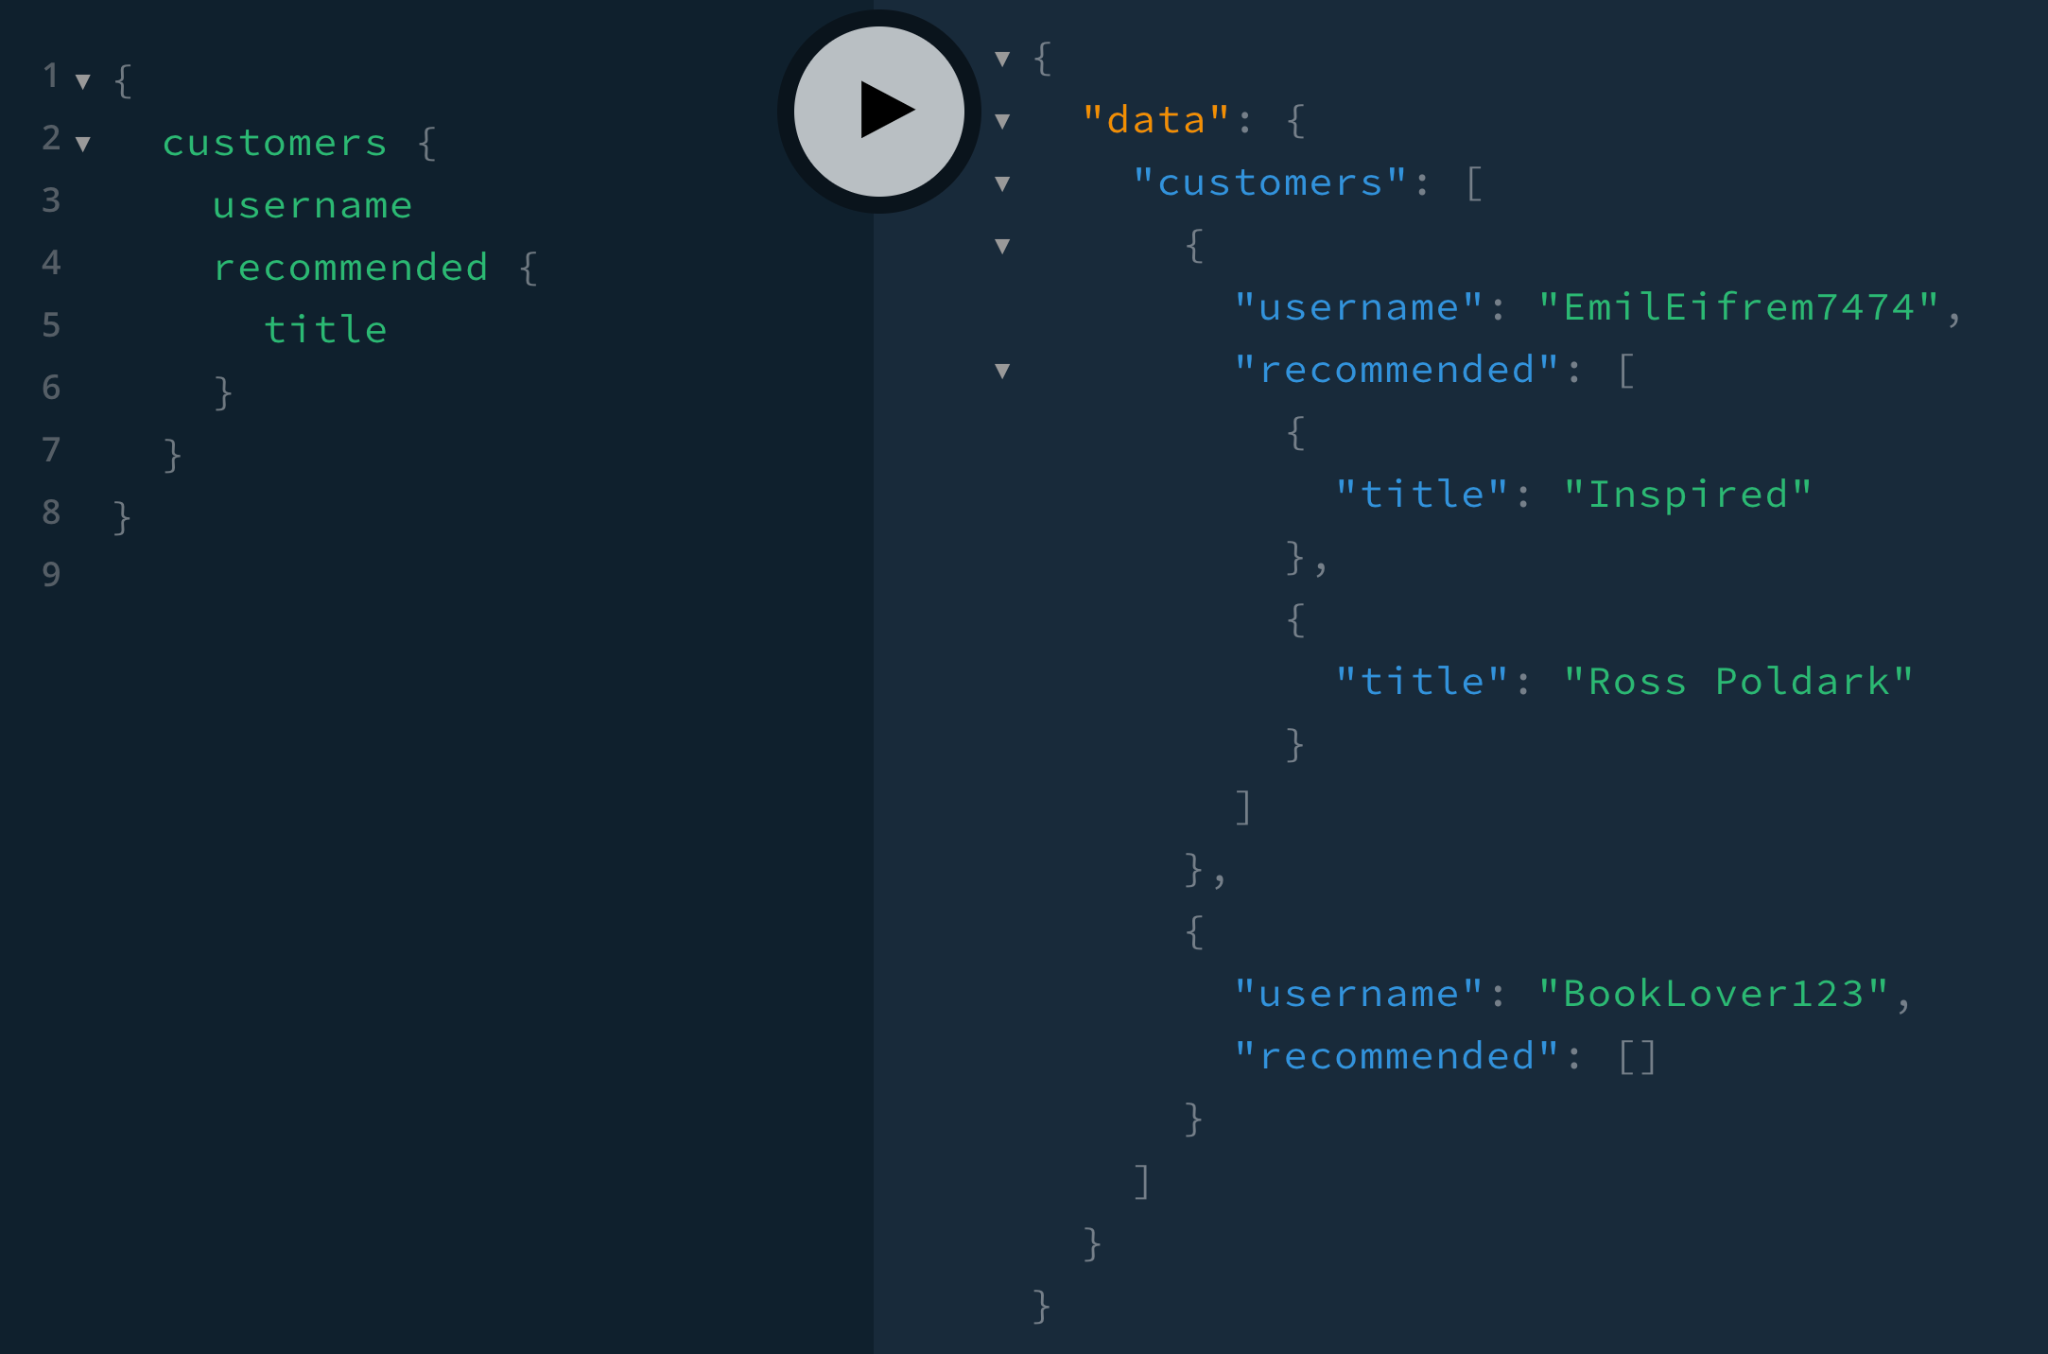 1 {
2   customers {
3     username
4     recommended {
5       title
6     }
7   }
8 }
9
{
  "data": {
    "customers": [
      {
        "username": "EmilEifrem7474",
        "recommended": [
          {
            "title": "Inspired"
          },
          {
            "title": "Ross Poldark"
          }
        ]
      },
      {
        "username": "BookLover123",
        "recommended": []
      }
    ]
  }
}